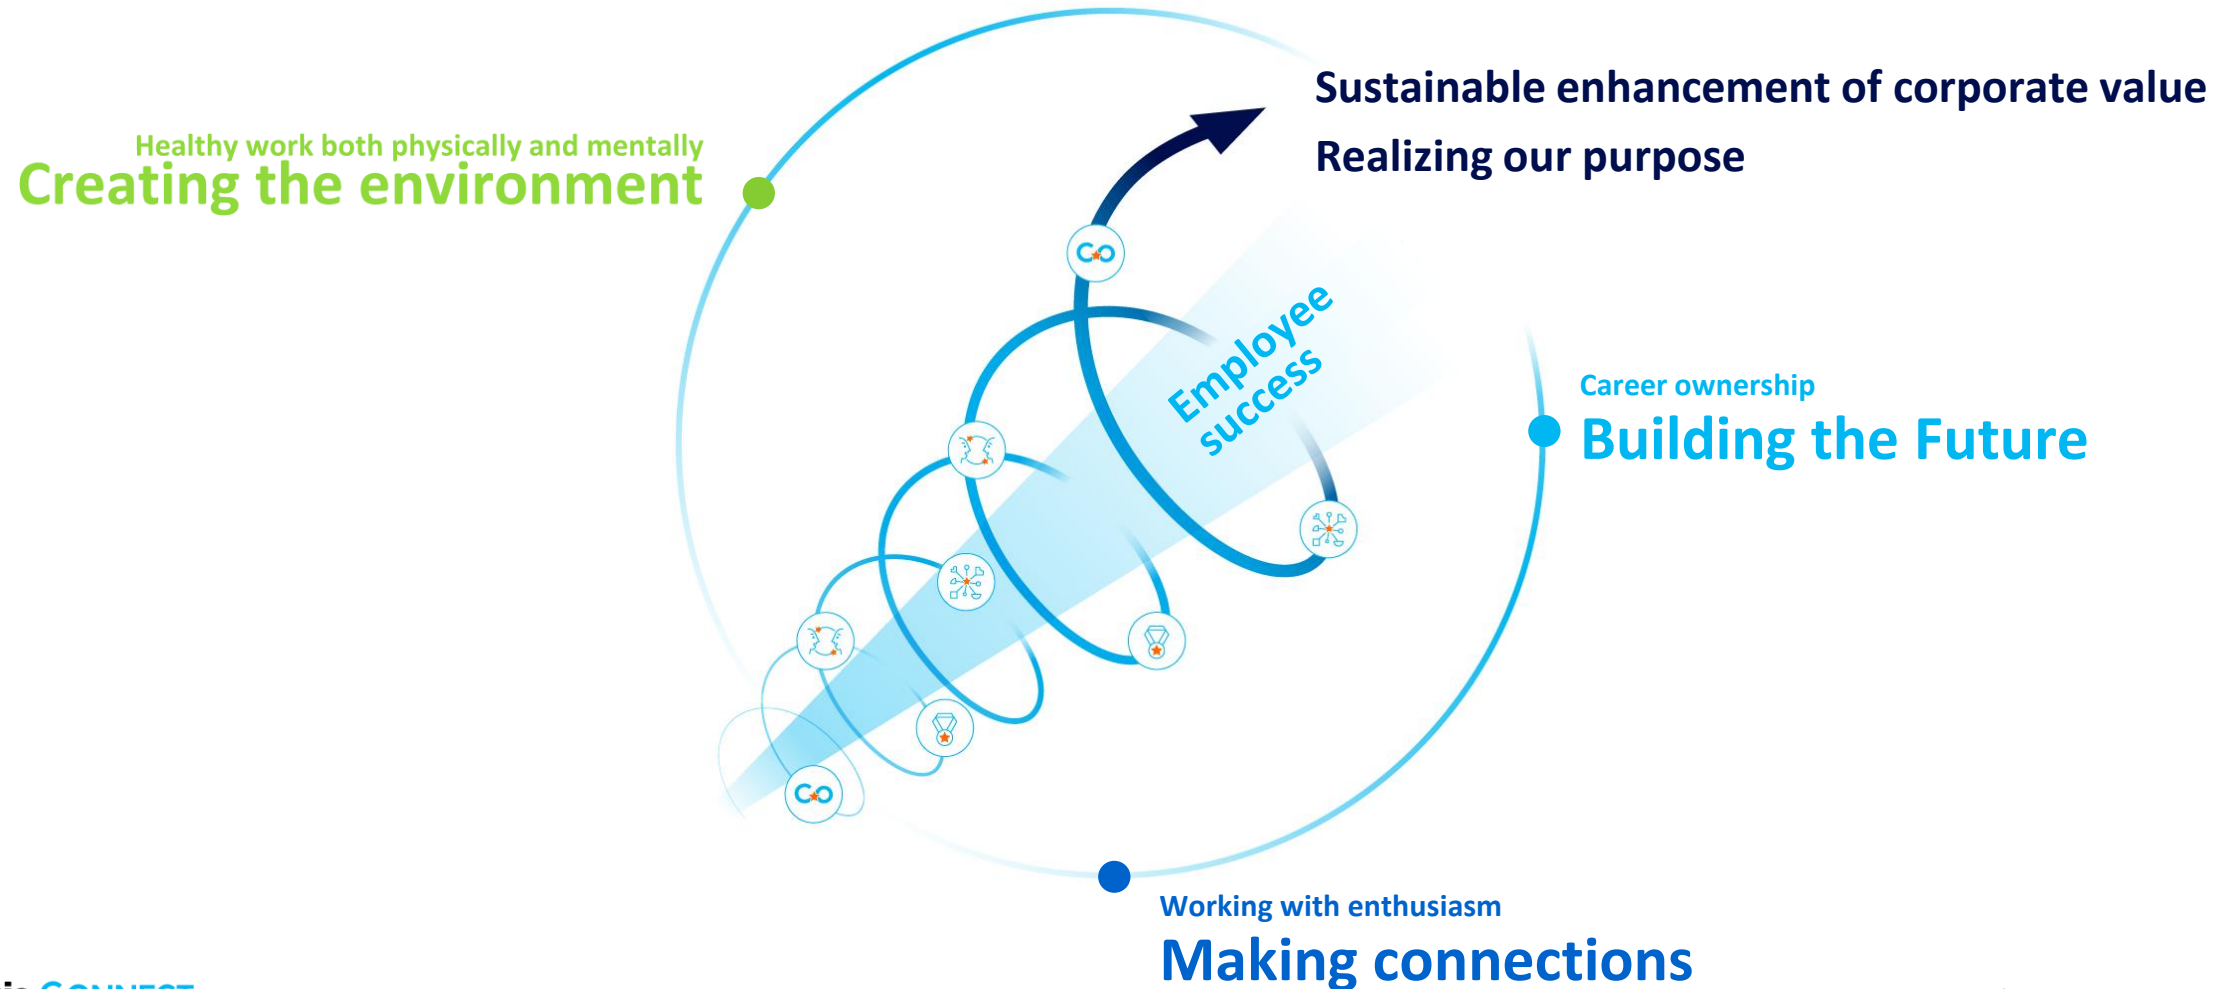 Sustainable enhancement of corporate value
Realizing our purpose
Healthy work both physically and mentally
Creating the environment
Employee
success
Career ownership
Building the Future
Working with enthusiasm
Making connections